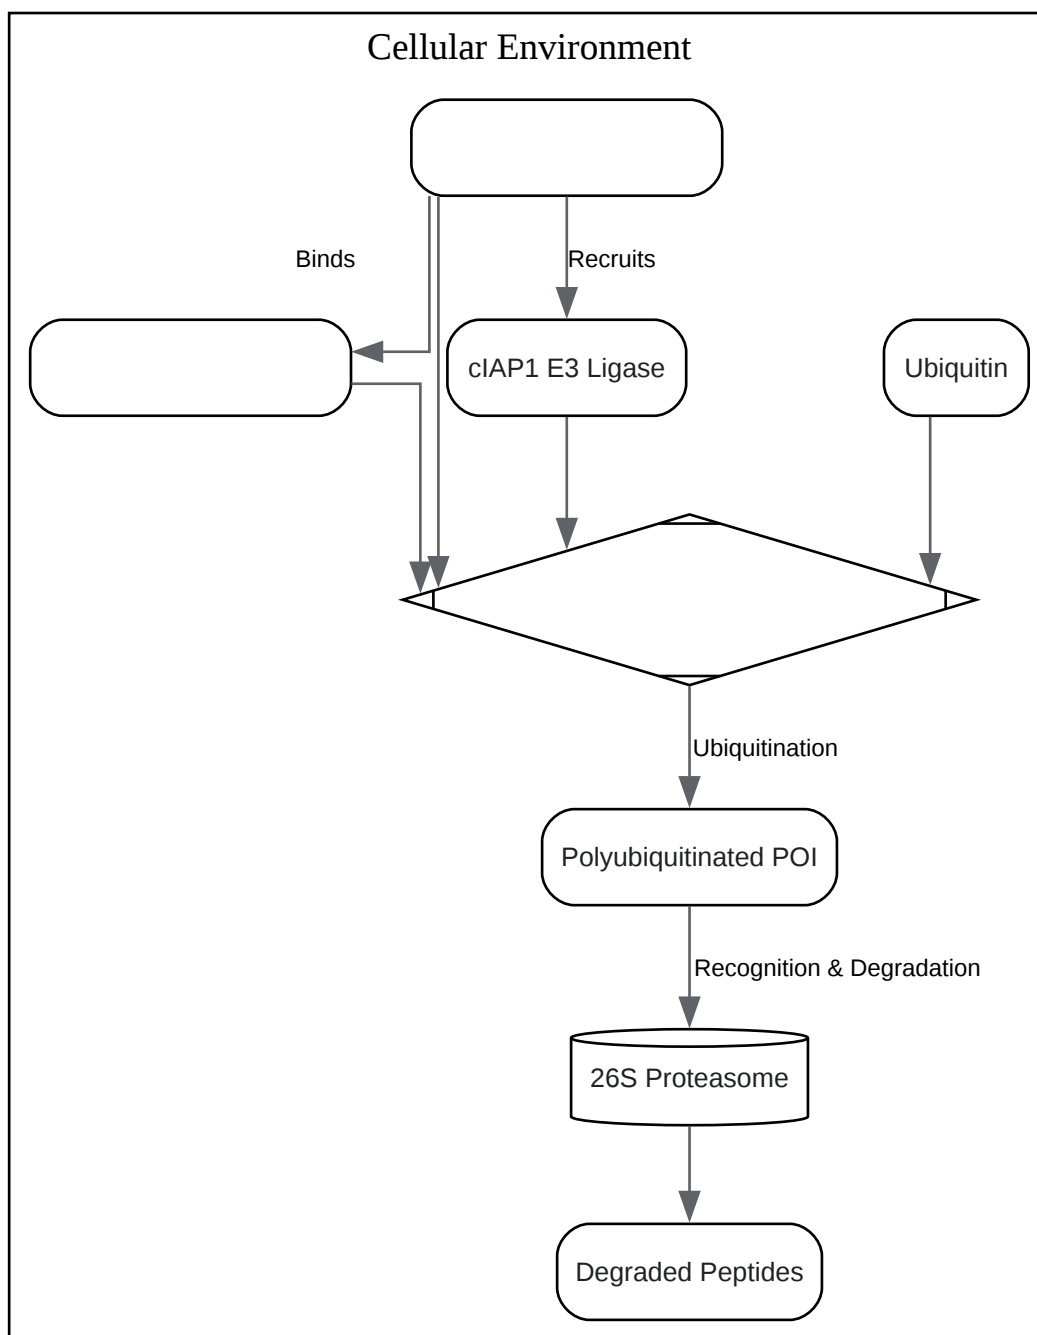 Cellular Environment
Binds
Recruits
cIAP1 E3 Ligase
Ubiquitin
Ubiquitination
Polyubiquitinated POI
Recognition & Degradation
26S Proteasome
Degraded Peptides